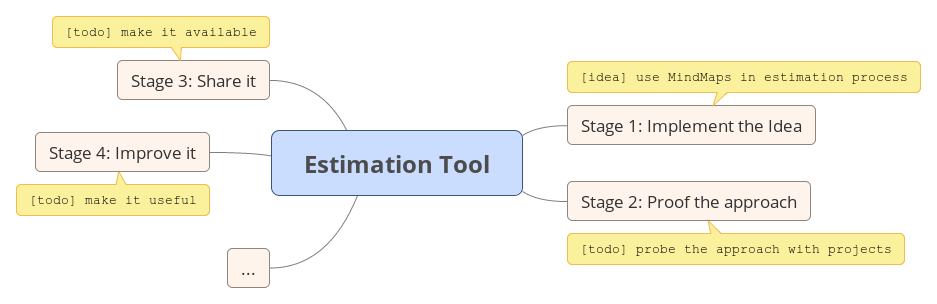 [todo] make it available
Stage 3: Share it
[idea] use MindMaps in estimation process
Stage 1: Implement the Idea
Stage 4: Improve it
Estimation Tool
[todo] make it useful
Stage 2: Proof the approach
[todo] probe the approach with projects
...